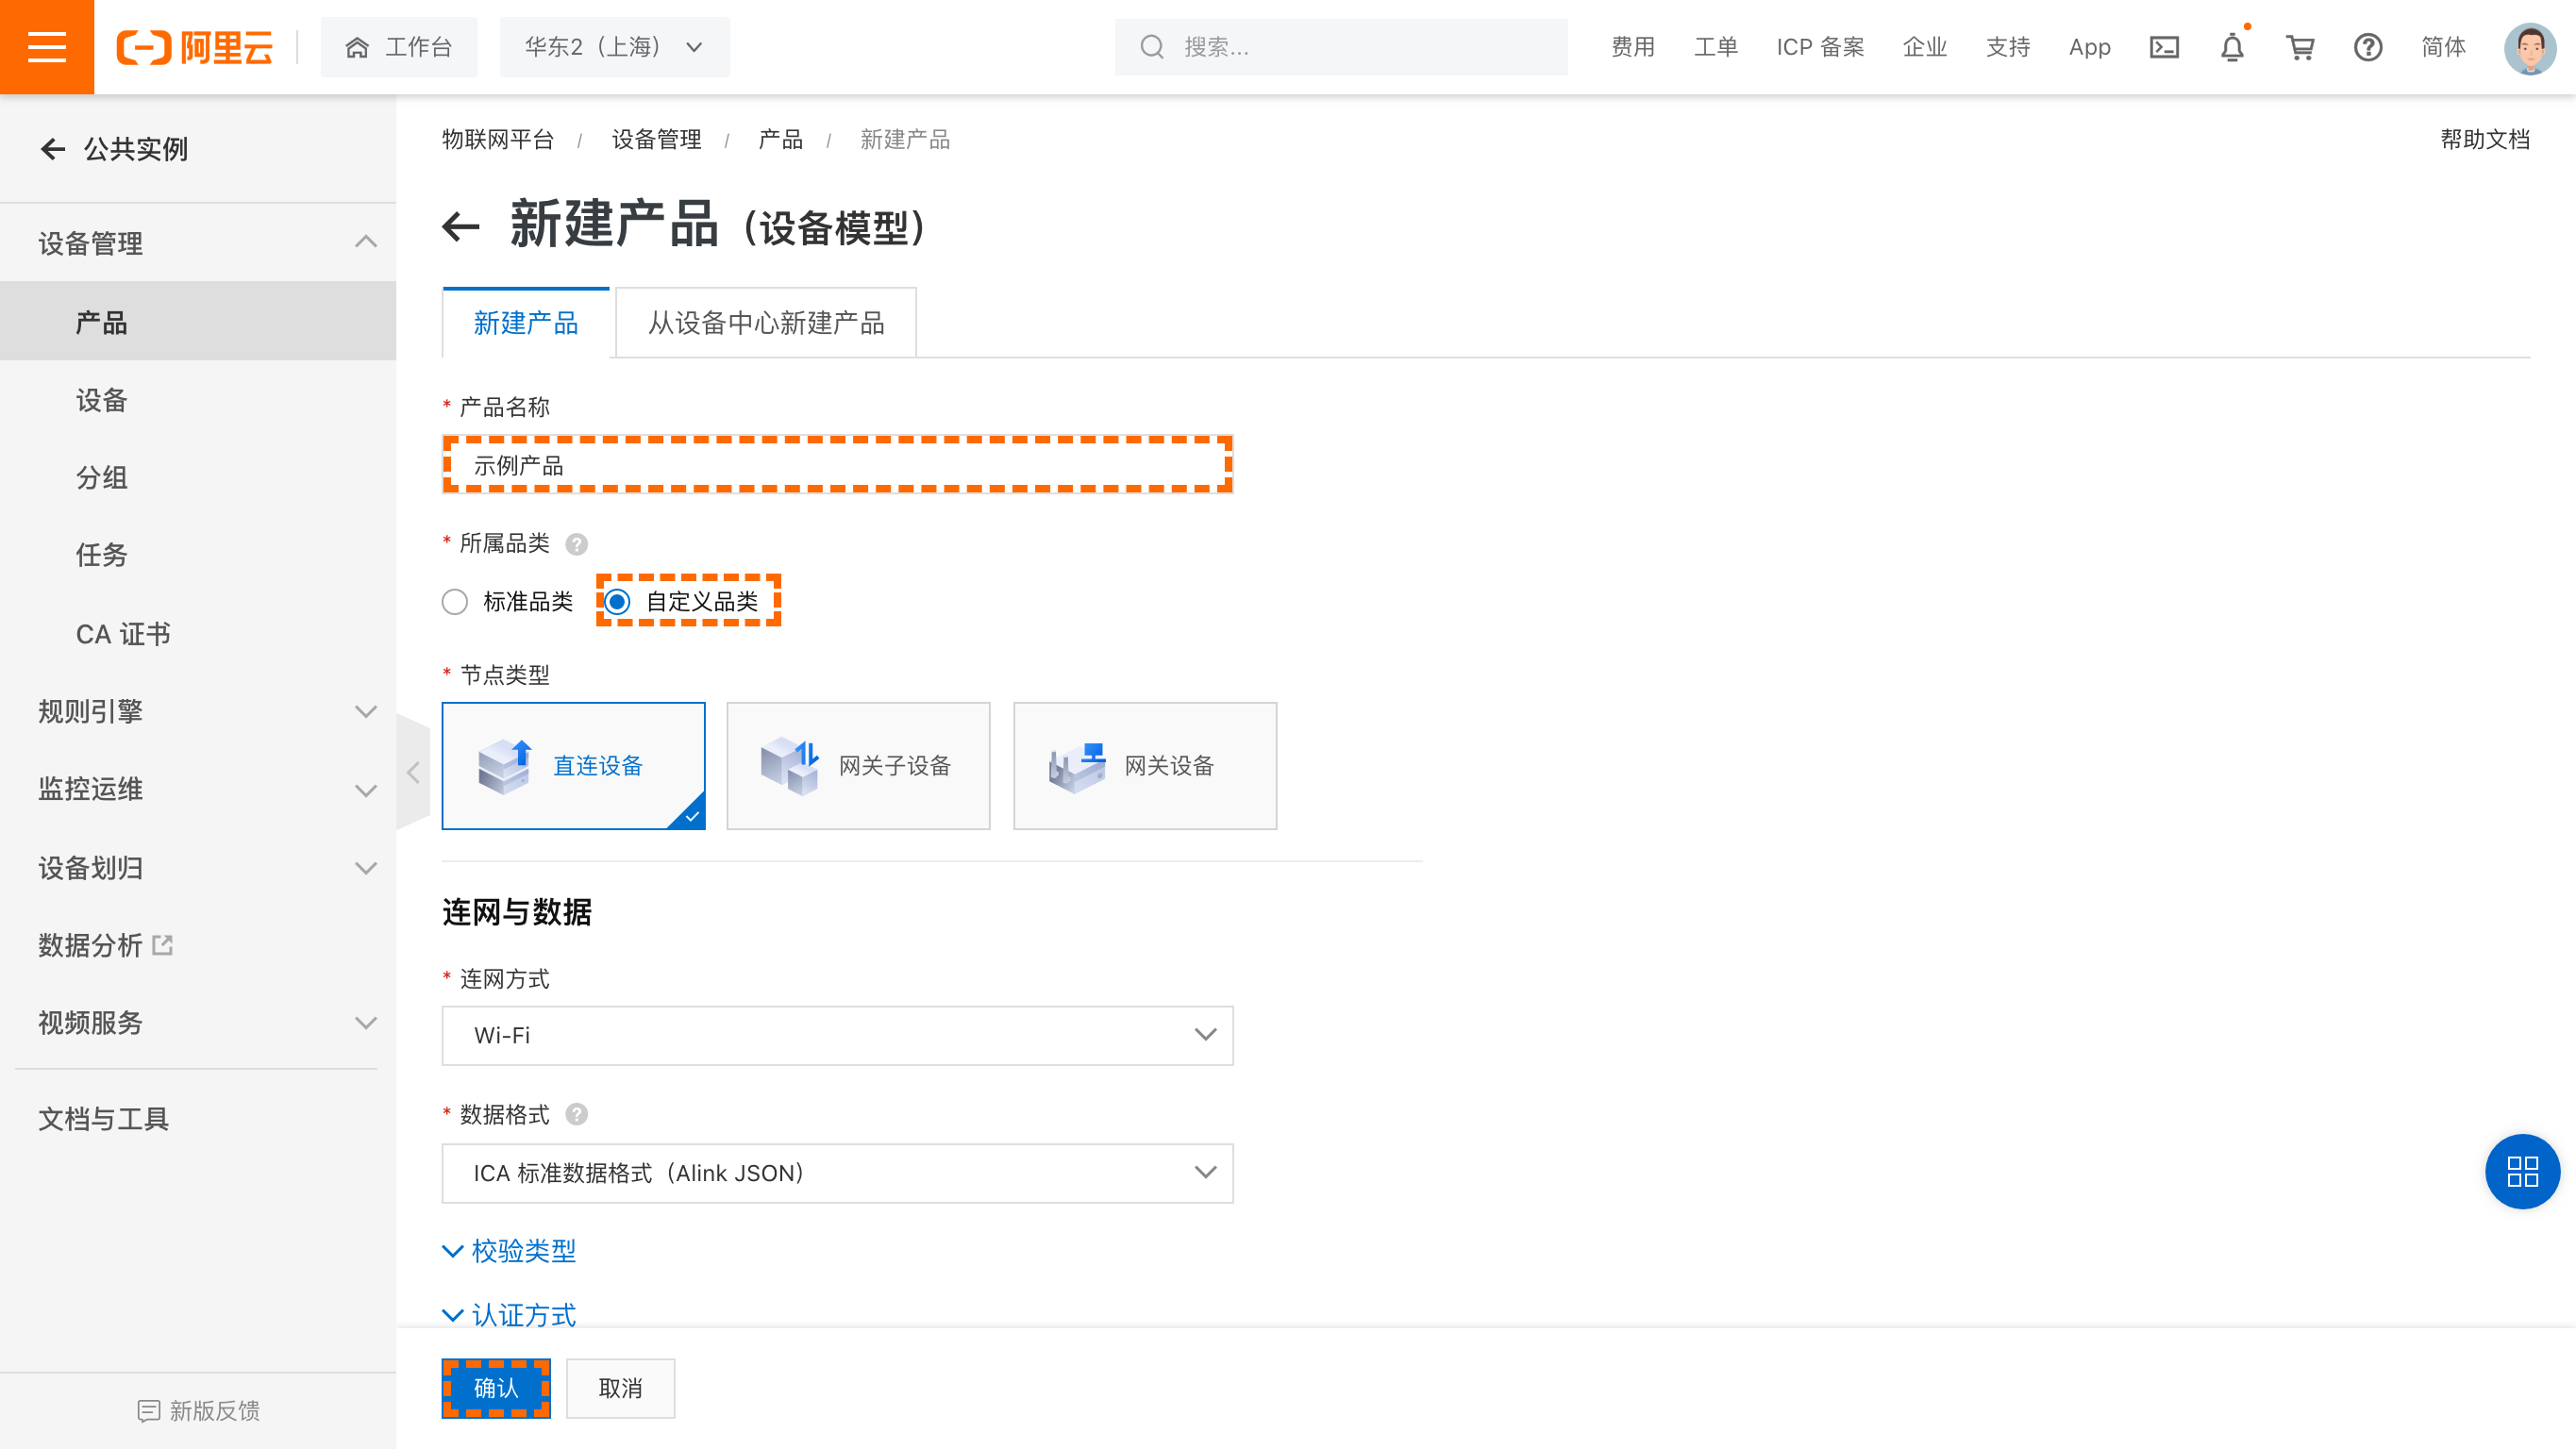 阿里云
工作台
华东2（上海）
搜索...
费用
工单
ICP 备案
企业
支持
App
简体
公共实例
设备管理
产品
设备
分组
任务
CA 证书
规则引擎
监控运维
设备划归
数据分析
视频服务
文档与工具
新版反馈
物联网平台 / 设备管理 / 产品 / 新建产品
帮助文档
新建产品（设备模型）
新建产品
从设备中心新建产品
* 产品名称
示例产品
* 所属品类 ?
标准品类
自定义品类
* 节点类型
直连设备
网关子设备
网关设备
连网与数据
* 连网方式
Wi-Fi
* 数据格式 ?
ICA 标准数据格式（Alink JSON）
校验类型
认证方式
确认
取消